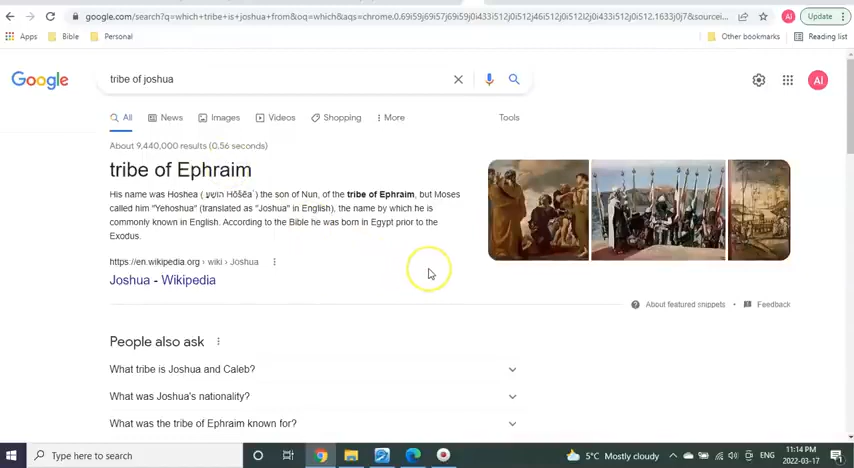 google.com/search?q=which+tribe+is+joshua+from&oq=which&aqs=chrome.0.69i59j69i57j69i59j0i433i512j0i512j46i512j0i512l2j0i433i512j0i512.1633j0j7&sourcei...
AI
Update
Apps Bible Personal
Other bookmarks Reading list
Google
tribe of joshua
AI
All News Images Videos Shopping More Tools
About 9,440,000 results (0.56 seconds)
tribe of Ephraim
His name was Hoshea ( הוֹשֵׁעַ Hōšēaʿ) the son of Nun, of the tribe of Ephraim, but Moses
called him "Yehoshua" (translated as "Joshua" in English), the name by which he is
commonly known in English. According to the Bible he was born in Egypt prior to the
Exodus.
https://en.wikipedia.org › wiki › Joshua
Joshua - Wikipedia
About featured snippets • Feedback
People also ask
What tribe is Joshua and Caleb?
What was Joshua's nationality?
What was the tribe of Ephraim known for?
Type here to search
5°C Mostly cloudy
ENG
11:14 PM
2022-03-17